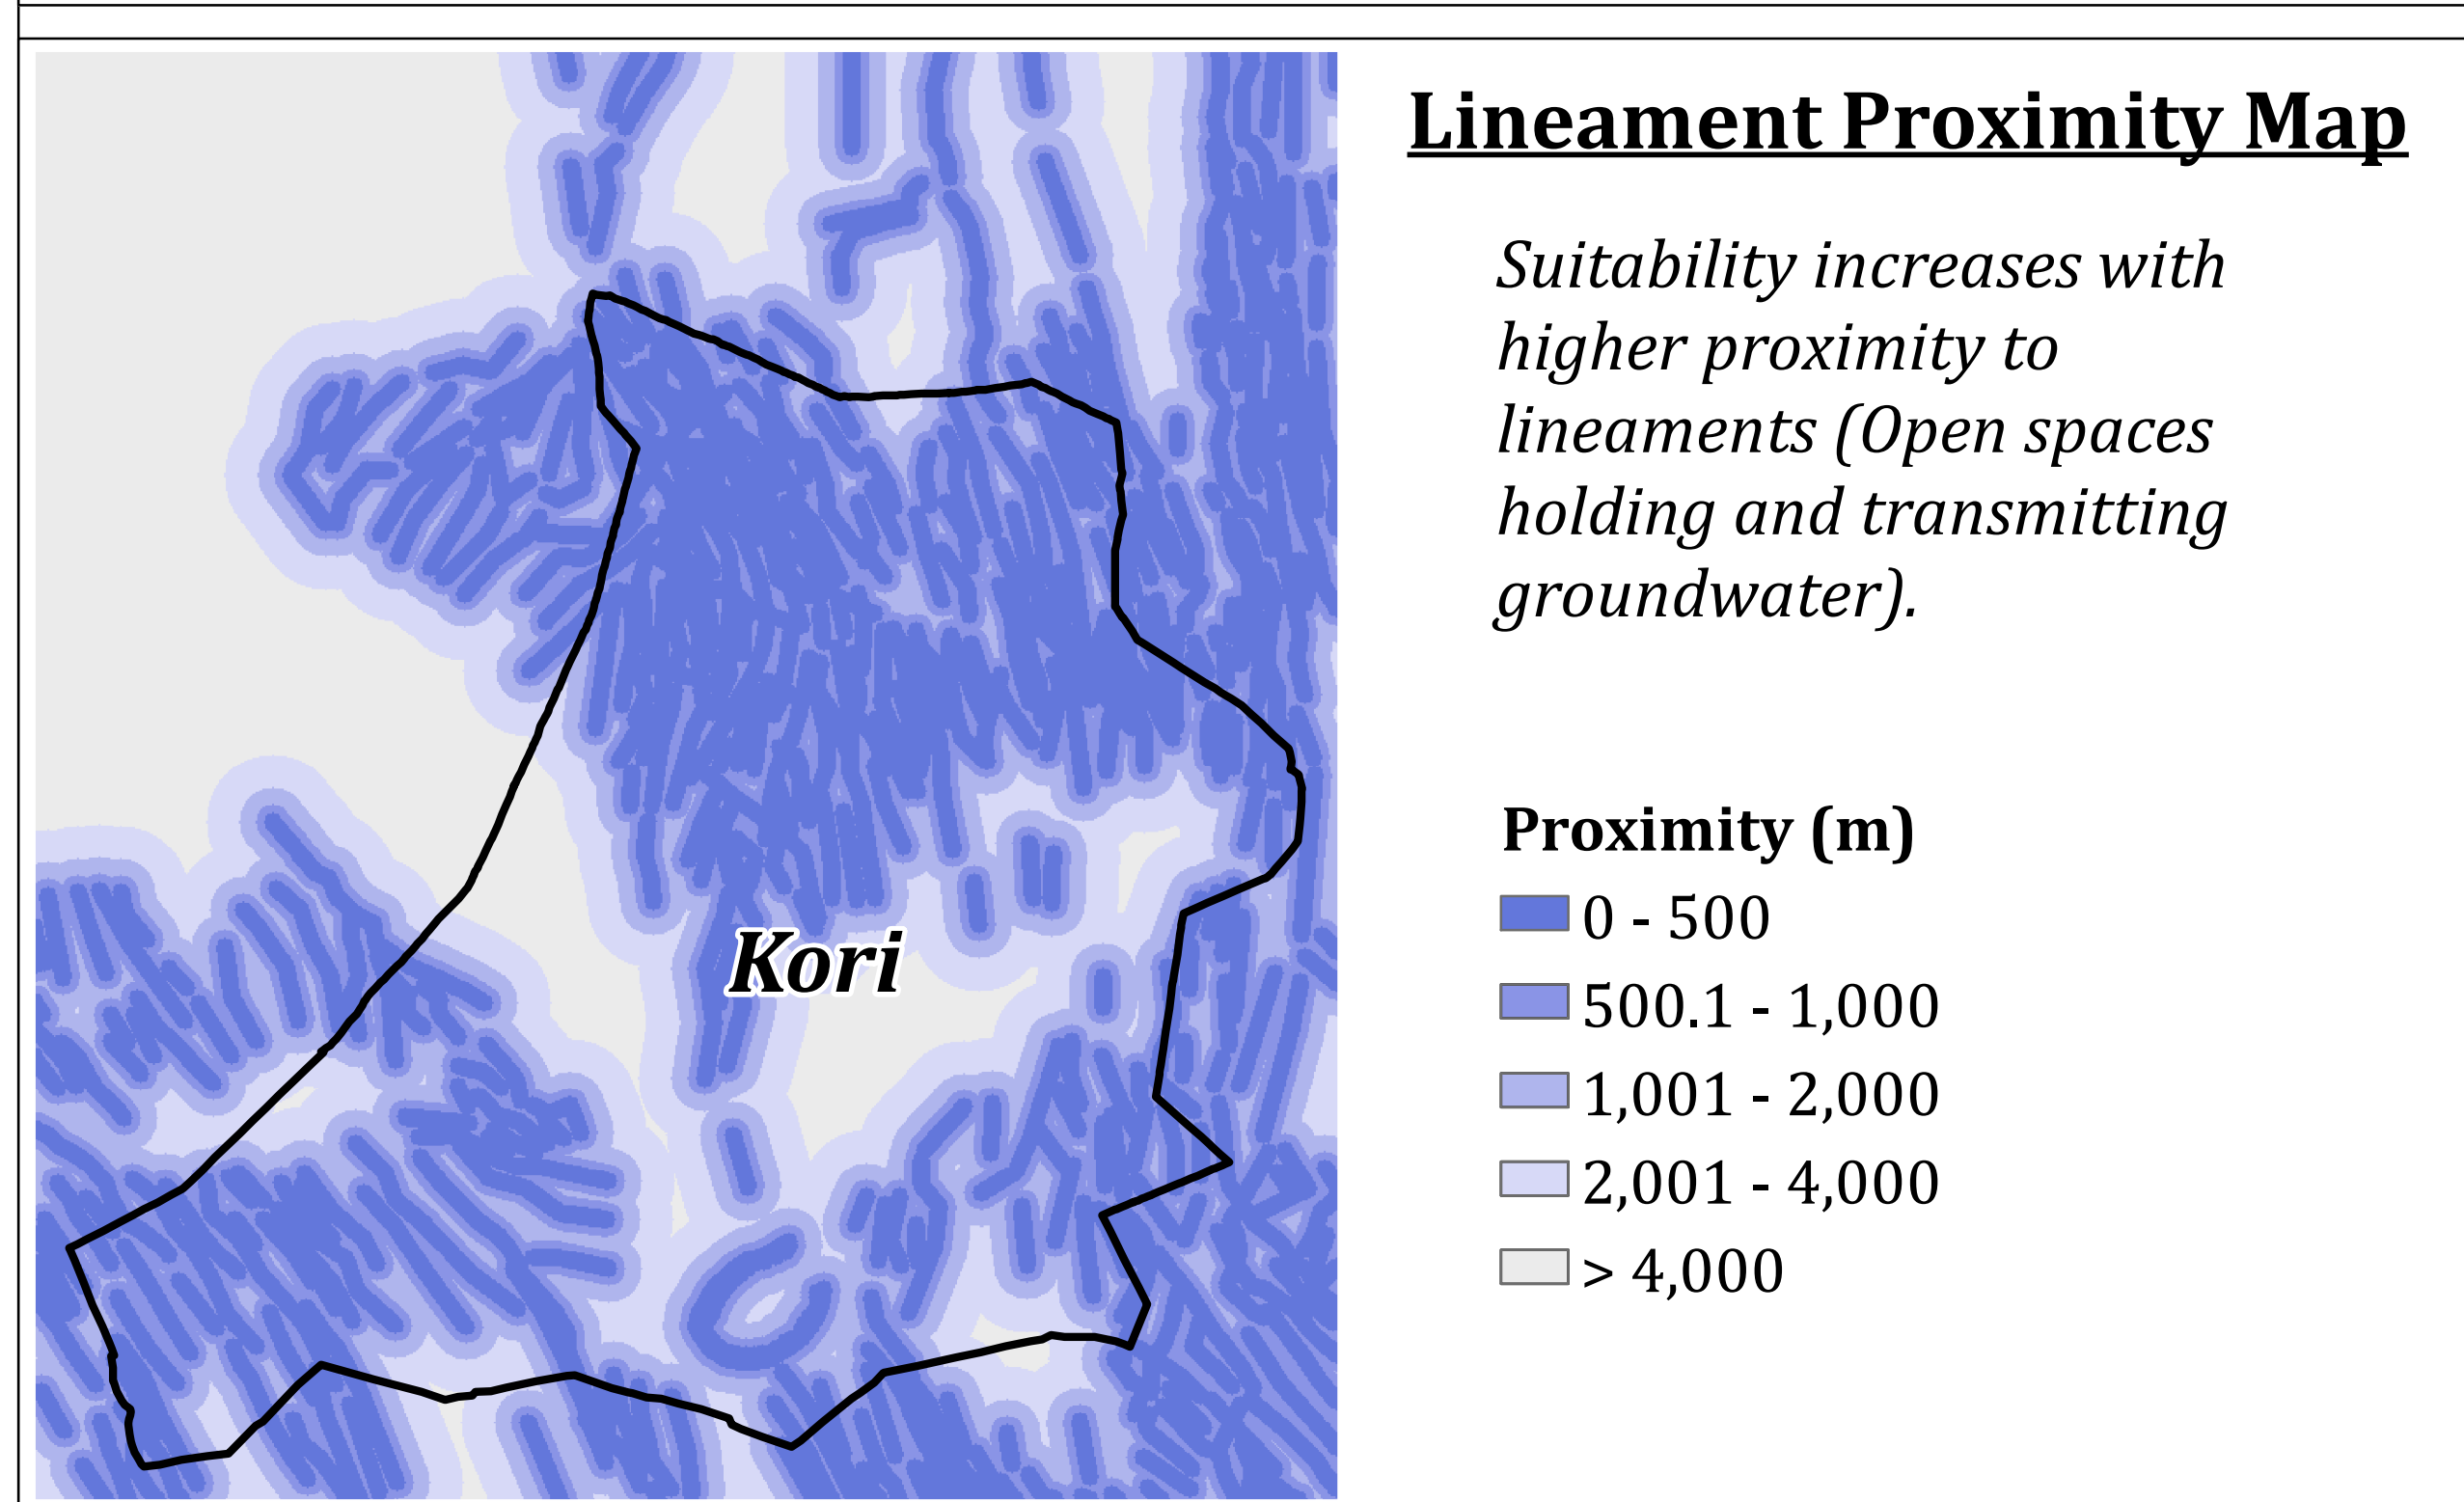 Lineament Proximity Map
Suitability increases with
higher proximity to
lineaments (Open spaces
holding and transmitting
groundwater).
Kori
Proximity (m)
0 - 500
500.1 - 1,000
1,001 - 2,000
2,001 - 4,000
> 4,000